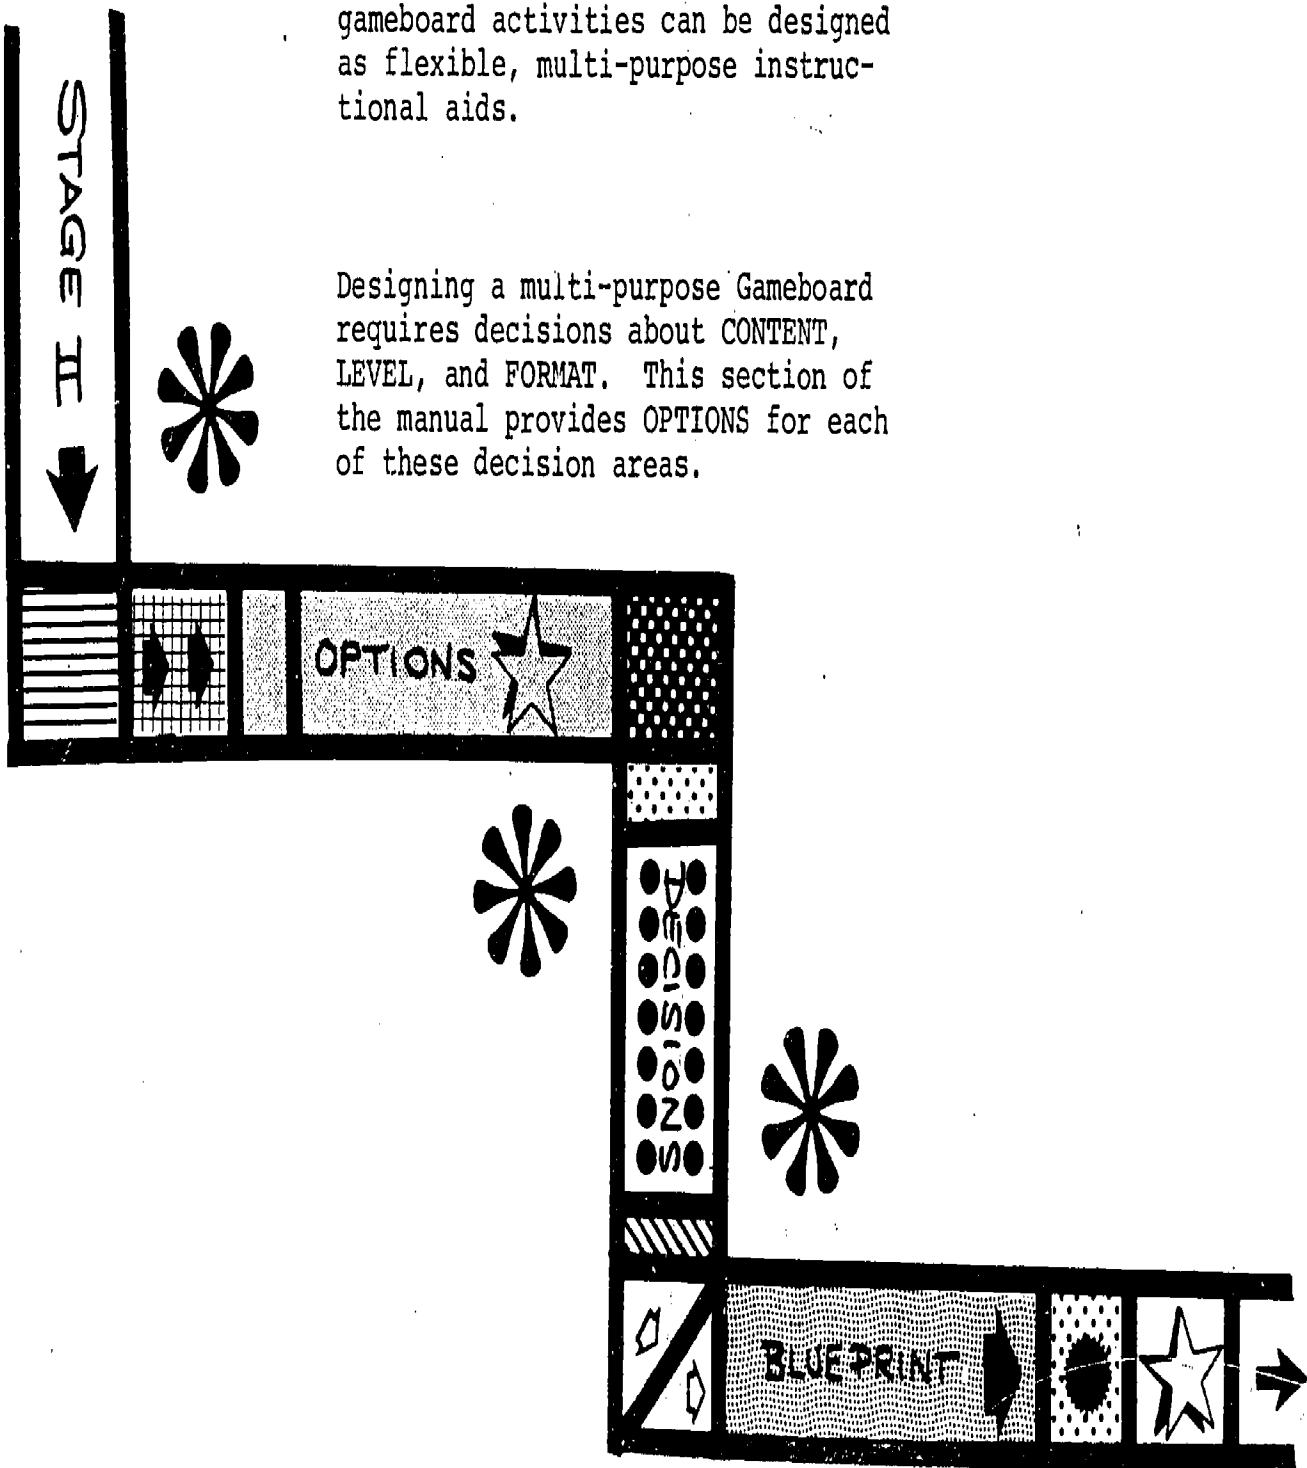 gameboard activities can be designed
as flexible, multi-purpose instruc-
tional aids.
STAGE II
Designing a multi-purpose Gameboard
requires decisions about CONTENT,
LEVEL, and FORMAT. This section of
the manual provides OPTIONS for each
of these decision areas.
OPTIONS
DECISIONS
BLUEPRINT